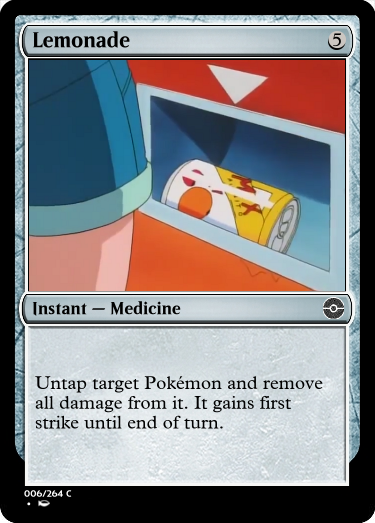 Lemonade 5
Instant — Medicine
Untap target Pokémon and remove
all damage from it. It gains first
strike until end of turn.
006/264 C